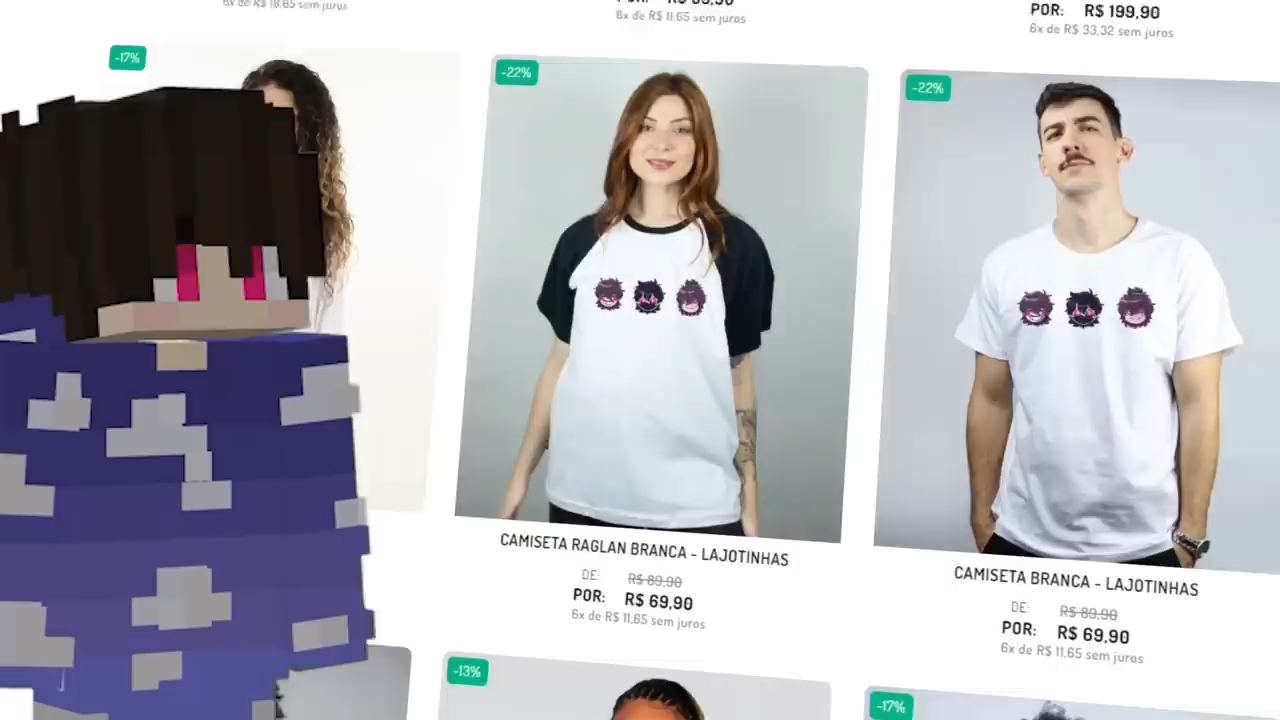 6x de R$ 18,65 sem juros
6x de R$ 11,65 sem juros
POR: R$ 199,90
6x de R$ 33,32 sem juros
-17%
-22%
-22%
CAMISETA RAGLAN BRANCA - LAJOTINHAS
DE: R$ 89,90
POR: R$ 69,90
6x de R$ 11,65 sem juros
CAMISETA BRANCA - LAJOTINHAS
DE: R$ 89,90
POR: R$ 69,90
6x de R$ 11,65 sem juros
-13%
-17%